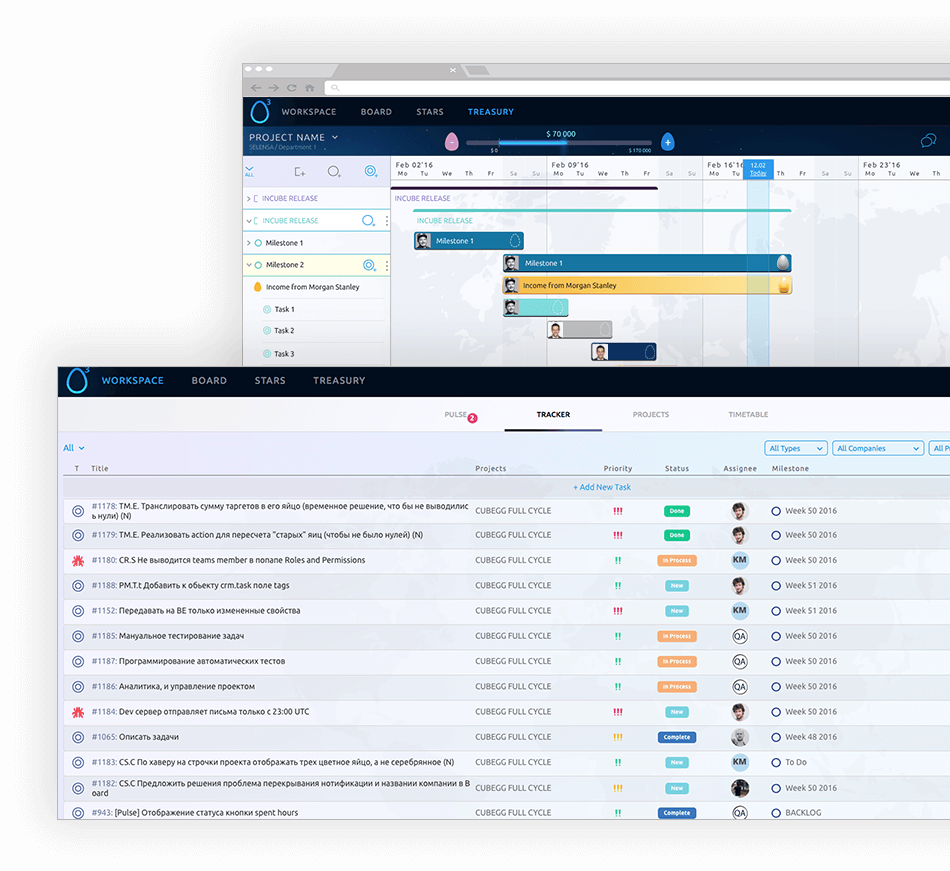 3
WORKSPACE BOARD STARS TREASURY
PROJECT NAME
SELENSA / Department 1
$ 70 000
- +
$ 0 $ 170 000
ALL
Feb 02'16 Feb 09'16 Feb 16'16 12.02 Feb 23'16
Mo Tu We Th Fr Sa Su Mo Tu We Th Fr Sa Su Mo Tu Today Th Fr Sa Su Mo Tu We Th
INCUBE RELEASE INCUBE RELEASE
INCUBE RELEASE INCUBE RELEASE
Milestone 1 Milestone 1
Milestone 2 Milestone 1
Income from Morgan Stanley Income from Morgan Stanley
Task 1
Task 2
Task 3
3
WORKSPACE BOARD STARS TREASURY
PULSE 2 TRACKER PROJECTS TIMETABLE
All All Types All Companies All P
T Title Projects Priority Status Assignee Milestone
+ Add New Task
#1178: TM.E. Транслировать сумму таргетов в его яйцо (временное решение, что бы не выводилис
ь нули) (N) CUBEGG FULL CYCLE !!! Done Week 50 2016
#1179: TM.E. Реализовать action для пересчета "старых" яиц (чтобы не было нулей) (N) CUBEGG FULL CYCLE !!! Done Week 50 2016
#1180: CR.S Не выводится teams member в попапе Roles and Permissions CUBEGG FULL CYCLE !! In Process KM Week 50 2016
#1188: PM.T.t Добавить к обьекту crm.task поле tags CUBEGG FULL CYCLE !! New Week 51 2016
#1152: Передавать на BE только измененные свойства CUBEGG FULL CYCLE !!! New KM Week 51 2016
#1185: Мануальное тестирование задач CUBEGG FULL CYCLE !! In Process QA Week 50 2016
#1187: Программирование автоматических тестов CUBEGG FULL CYCLE !! In Process QA Week 50 2016
#1186: Аналитика, и управление проектом CUBEGG FULL CYCLE !! In Process QA Week 50 2016
#1184: Dev сервер отправляет письма только с 23:00 UTC CUBEGG FULL CYCLE !!! New Week 50 2016
#1065: Описать задачи CUBEGG FULL CYCLE !!! Complete Week 48 2016
#1183: CS.C По хаверу на строчки проекта отображать трех цветное яйцо, а не серебрянное (N) CUBEGG FULL CYCLE !! New KM To Do
#1182: CS.C Предложить решения проблема перекрывания нотификации и названии компании в B
oard CUBEGG FULL CYCLE !!! New Week 50 2016
#943: [Pulse] Отображение статуса кнопки spent hours CUBEGG FULL CYCLE !! Complete QA BACKLOG